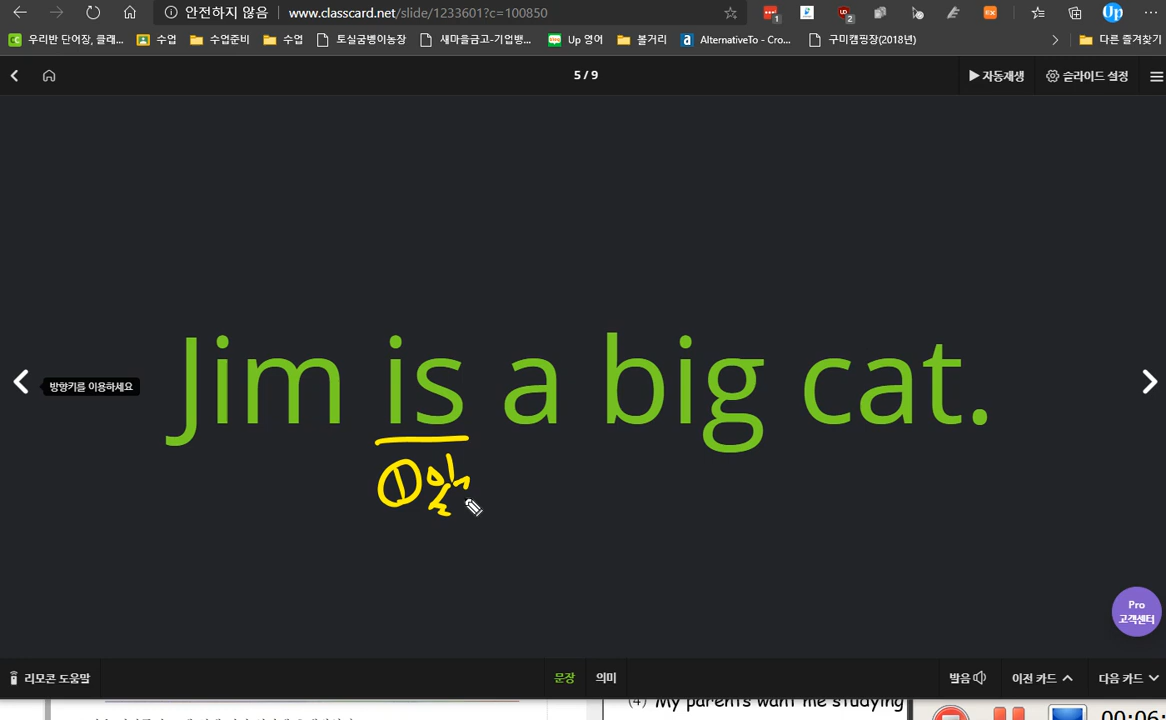 안전하지 않음 www.classcard.net/slide/1233601?c=100850
우리반 단어장, 클래... 수업 수업준비 수업 토실궁벵이농장 새마을금고-기업뱅... Up 영어 볼거리 AlternativeTo - Cro... 구미캠핑장(2018년) 다른 즐겨찾기
5 / 9 자동재생 슬라이드 설정
Jim is a big cat.
방향키를 이용하세요
①
Pro
고객센터
리모콘 도움말 문장 의미 발음 이전 카드 다음 카드
(4) My parents want me studying
00:06